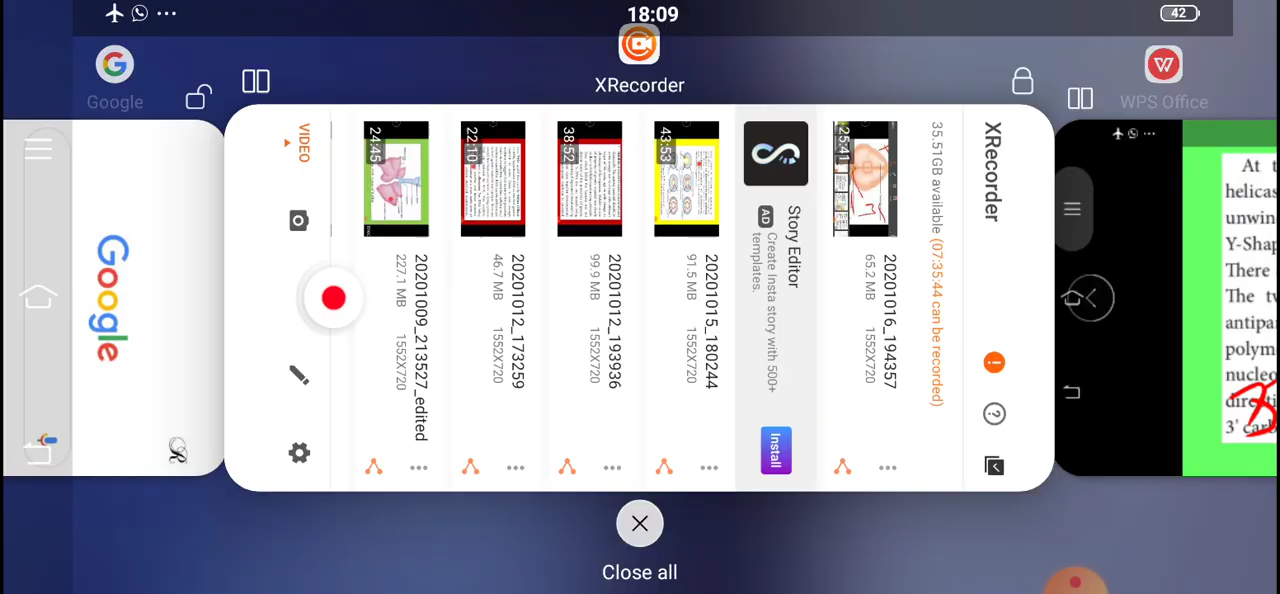 18:09
42
Google
XRecorder
WPS Office
Google
XRecorder
35.51GB available (07:35:44 can be recorded)
25:41
20201016_194357
65.2 MB 1552X720
Story Editor
AD Create Insta story with 500+
templates.
Install
43:53
20201015_180244
91.5 MB 1552X720
38:52
20201012_193936
99.9 MB 1552X720
22:10
20201012_173259
46.7 MB 1552X720
24:45
20201009_213527_edited
227.1 MB 1552X720
VIDEO
At
helicas
unwin
Y-Shap
There
The
antipa
polym
nucleo
3' carb
Close all